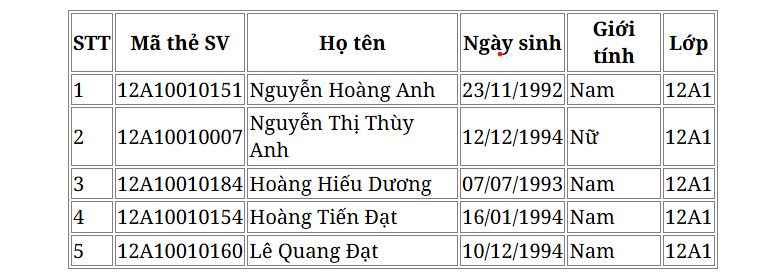 STT Mã thẻ SV Họ tên Ngày sinh Giới tính Lớp
1 12A10010151 Nguyễn Hoàng Anh 23/11/1992 Nam 12A1
2 12A10010007 Nguyễn Thị Thùy Anh 12/12/1994 Nữ 12A1
3 12A10010184 Hoàng Hiếu Dương 07/07/1993 Nam 12A1
4 12A10010154 Hoàng Tiến Đạt 16/01/1994 Nam 12A1
5 12A10010160 Lê Quang Đạt 10/12/1994 Nam 12A1